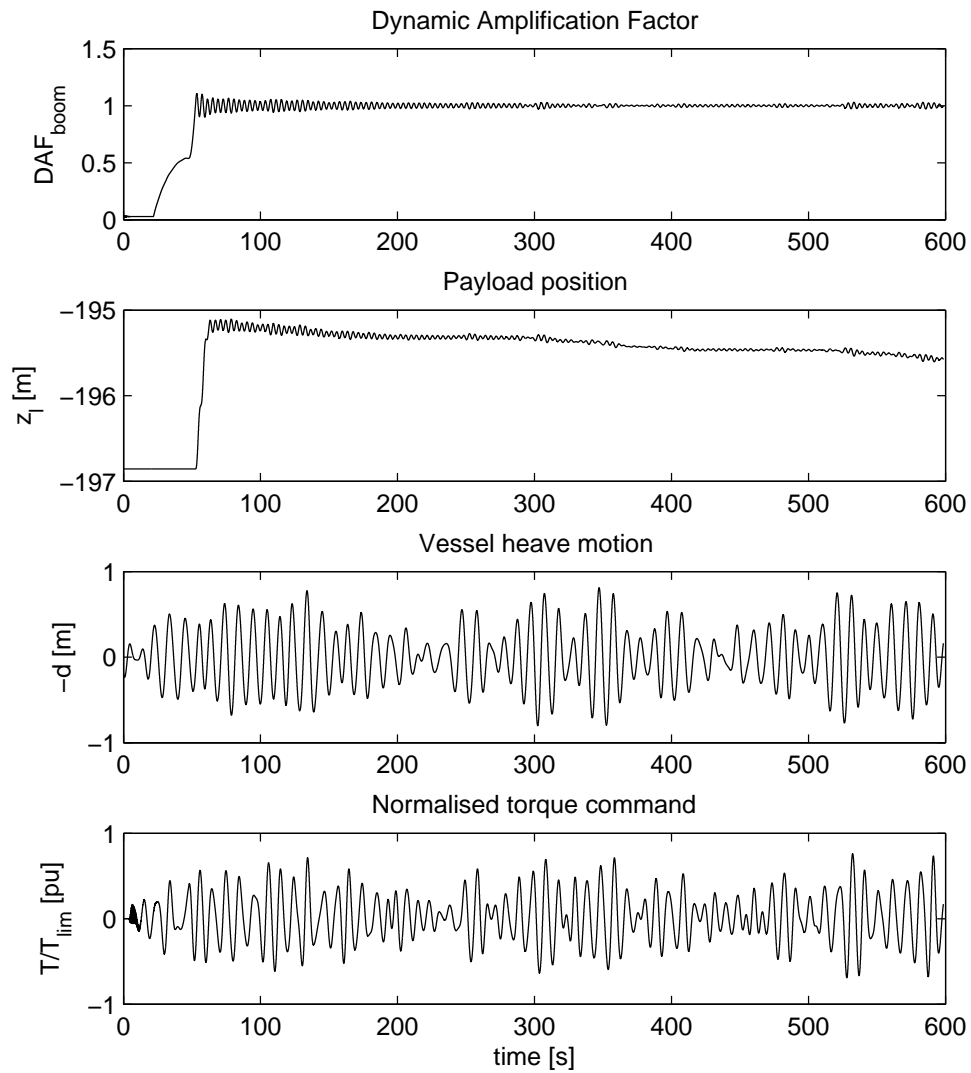 Dynamic Amplification Factor
1.5
1
0.5
0
DAF_boom
0 100 200 300 400 500 600
Payload position
−195
−196
−197
z_l [m]
0 100 200 300 400 500 600
Vessel heave motion
1
0
−1
-d [m]
0 100 200 300 400 500 600
Normalised torque command
1
0
−1
T/T_lim [pu]
0 100 200 300 400 500 600
time [s]